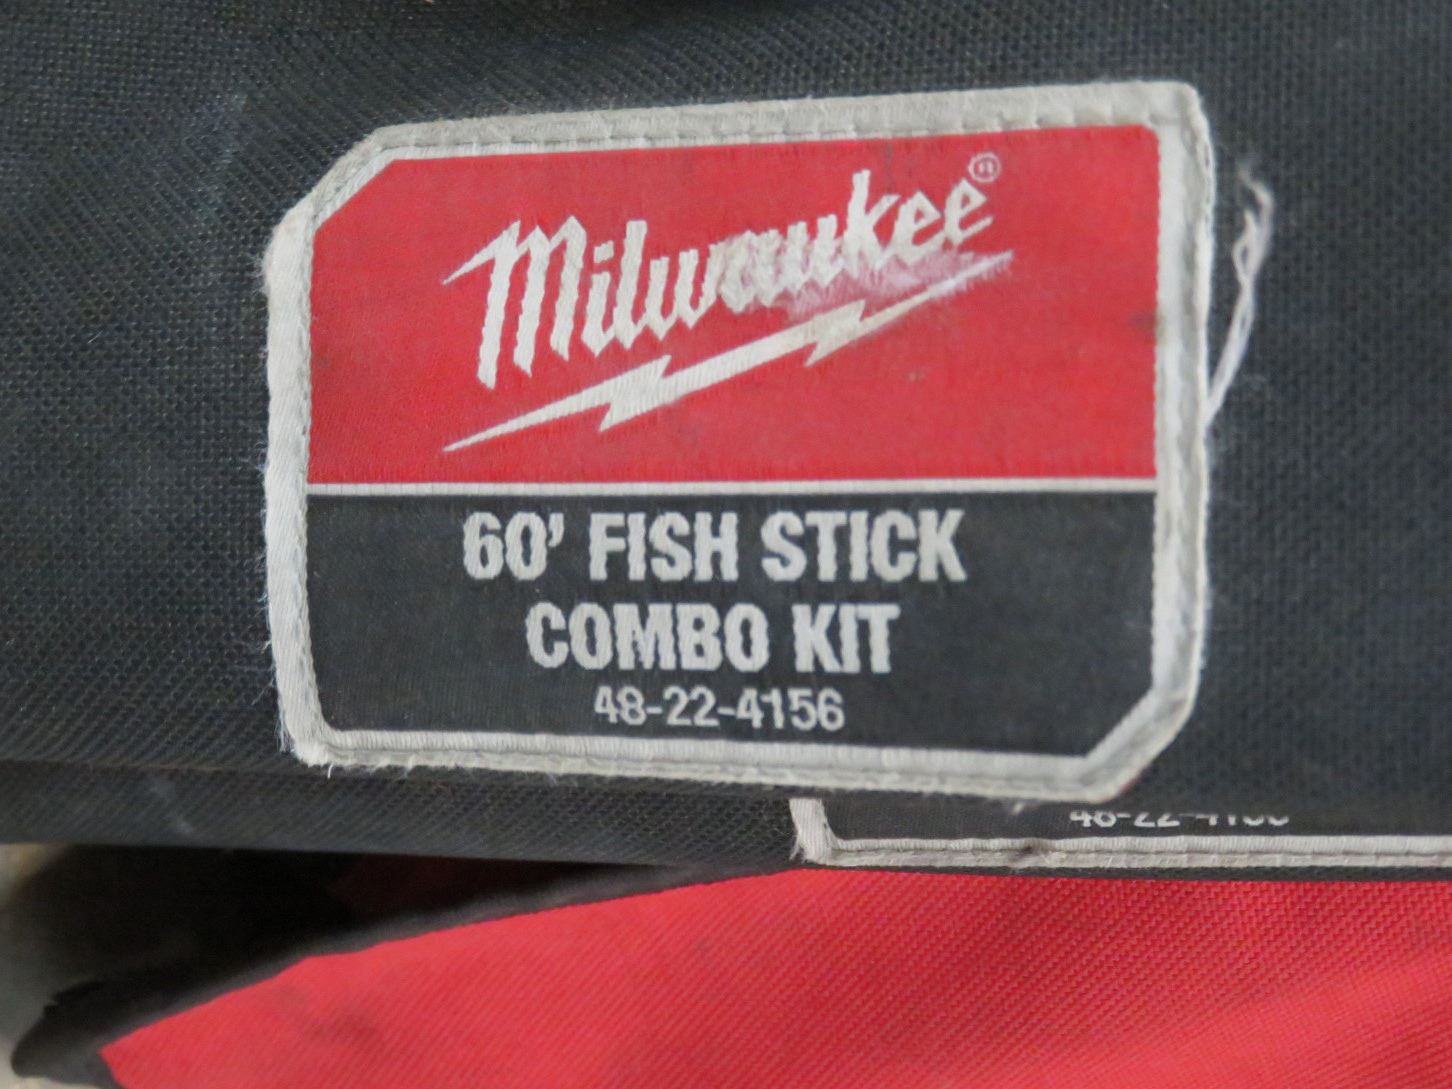 Milwaukee®
60' FISH STICK
COMBO KIT
48-22-4156